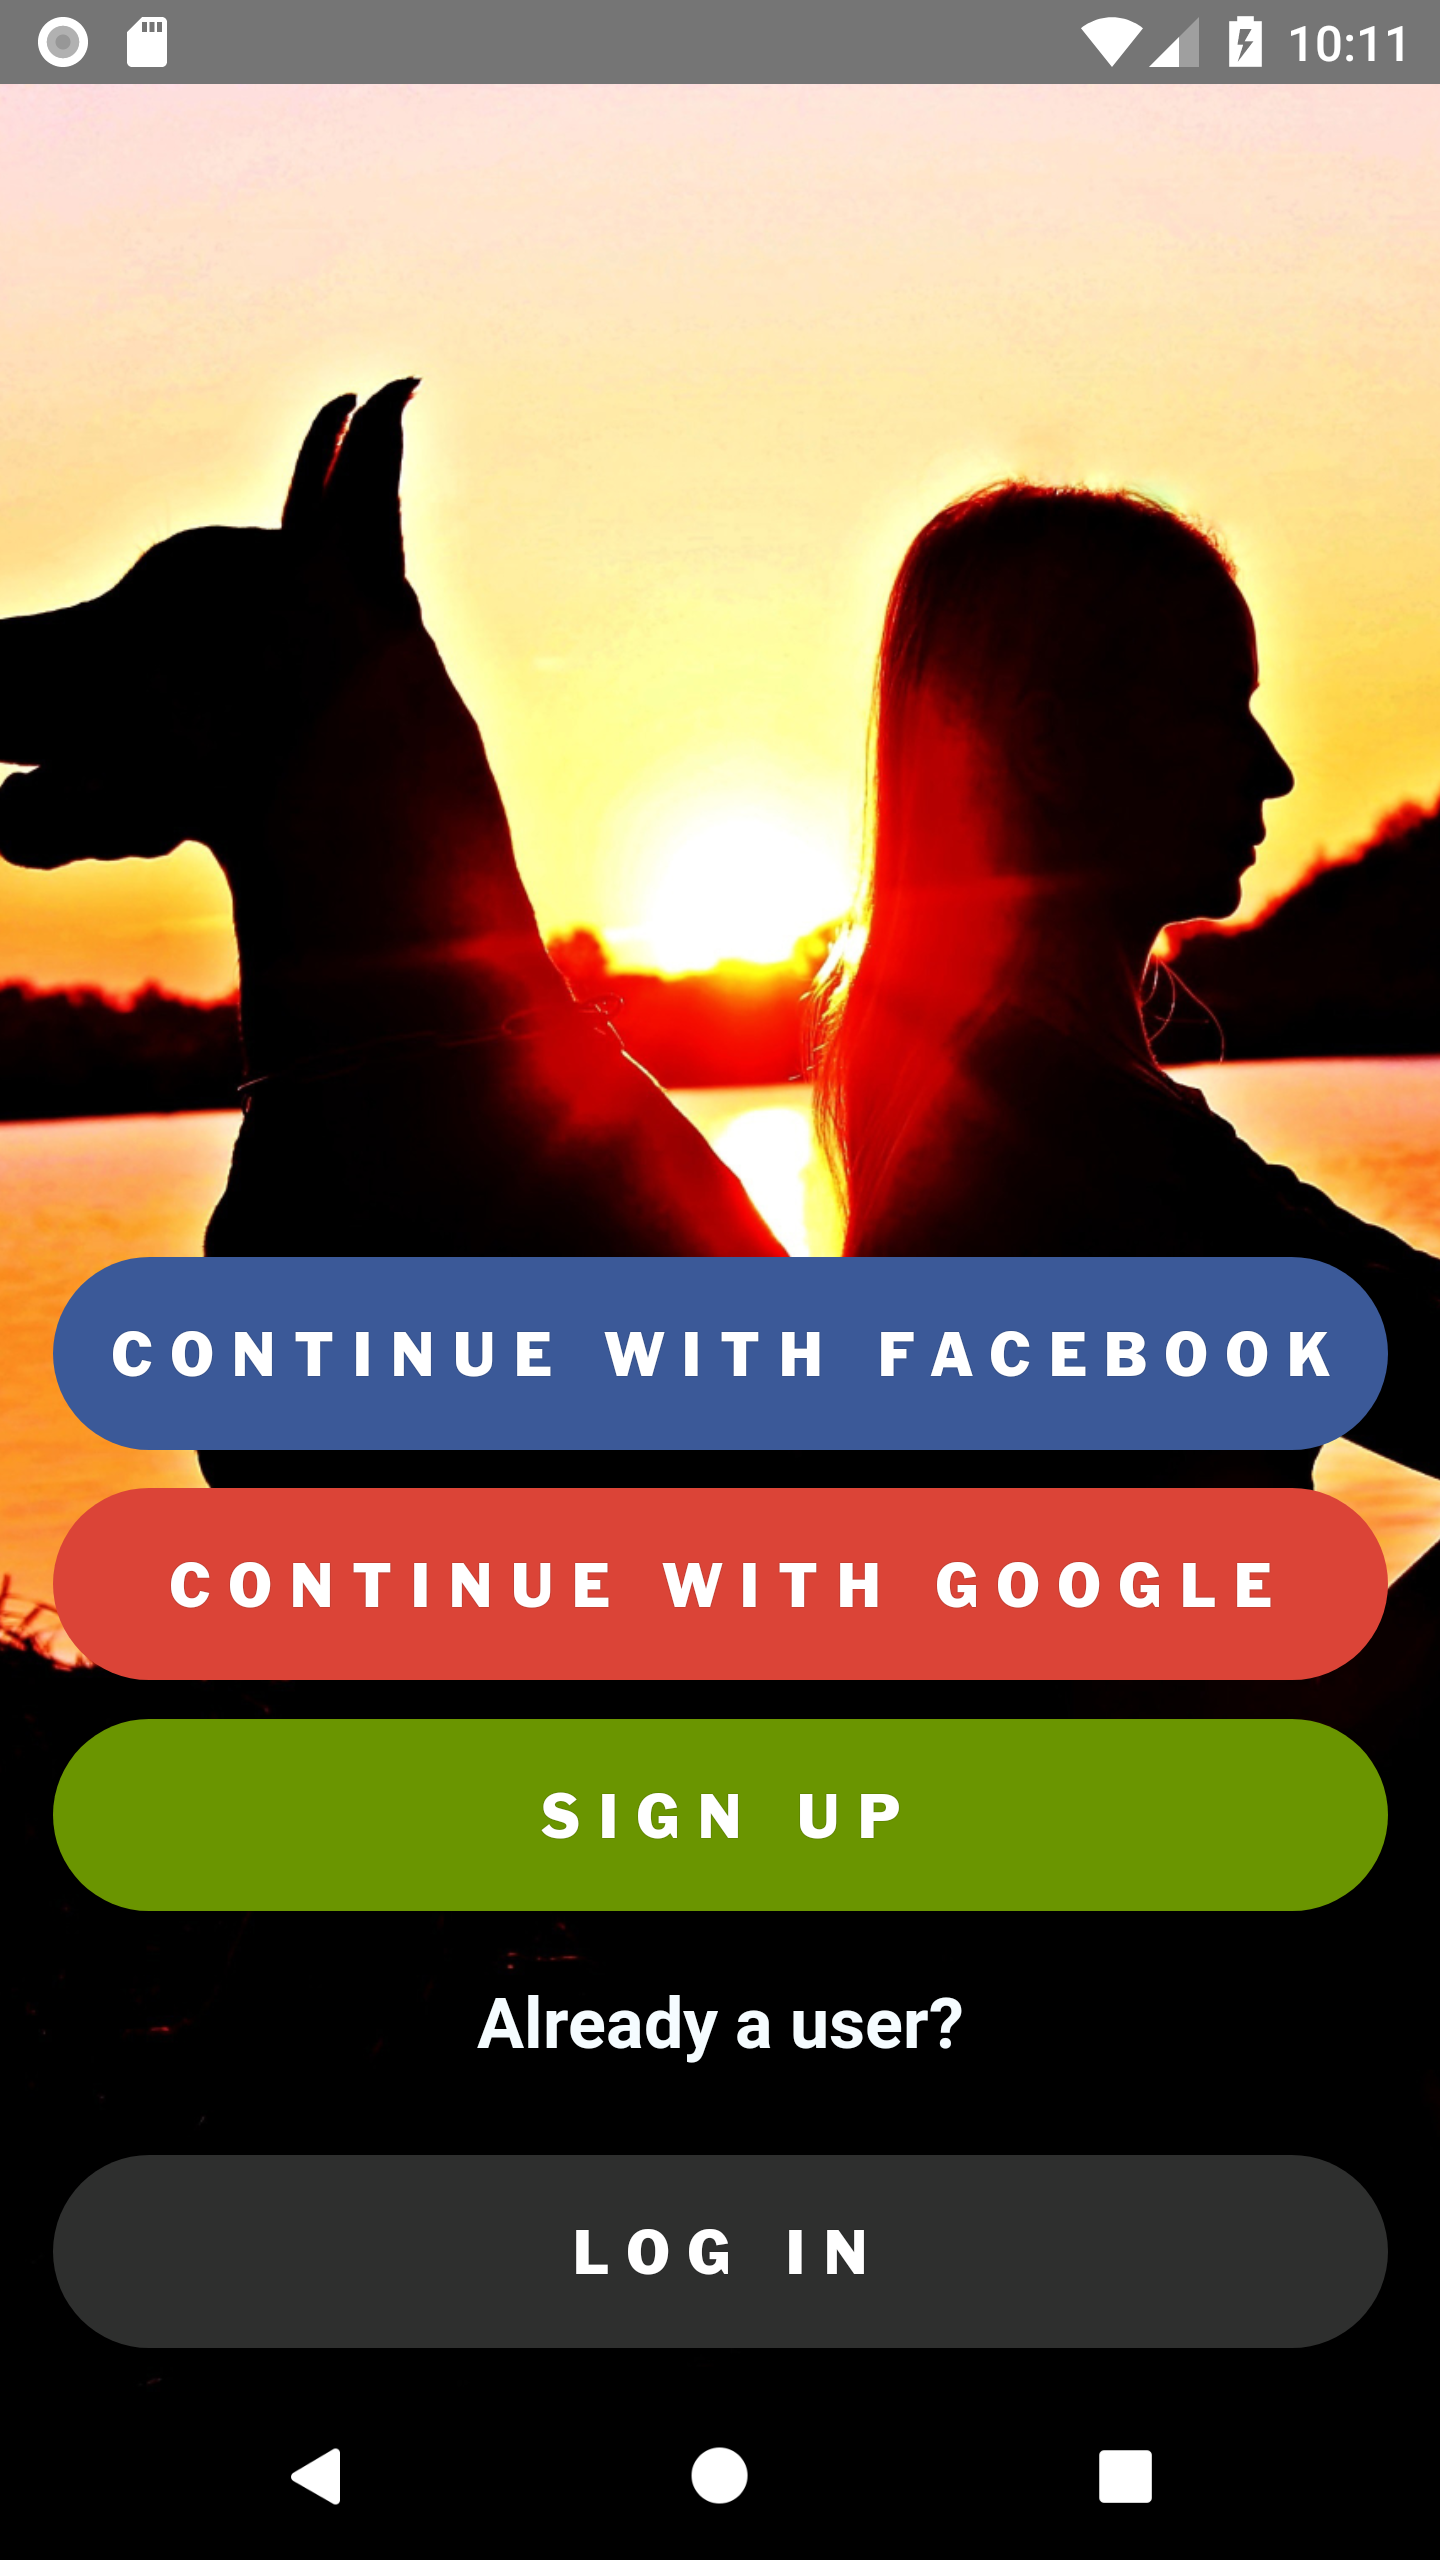 10:11
CONTINUE WITH FACEBOOK
CONTINUE WITH GOOGLE
SIGN UP
Already a user?
LOG IN